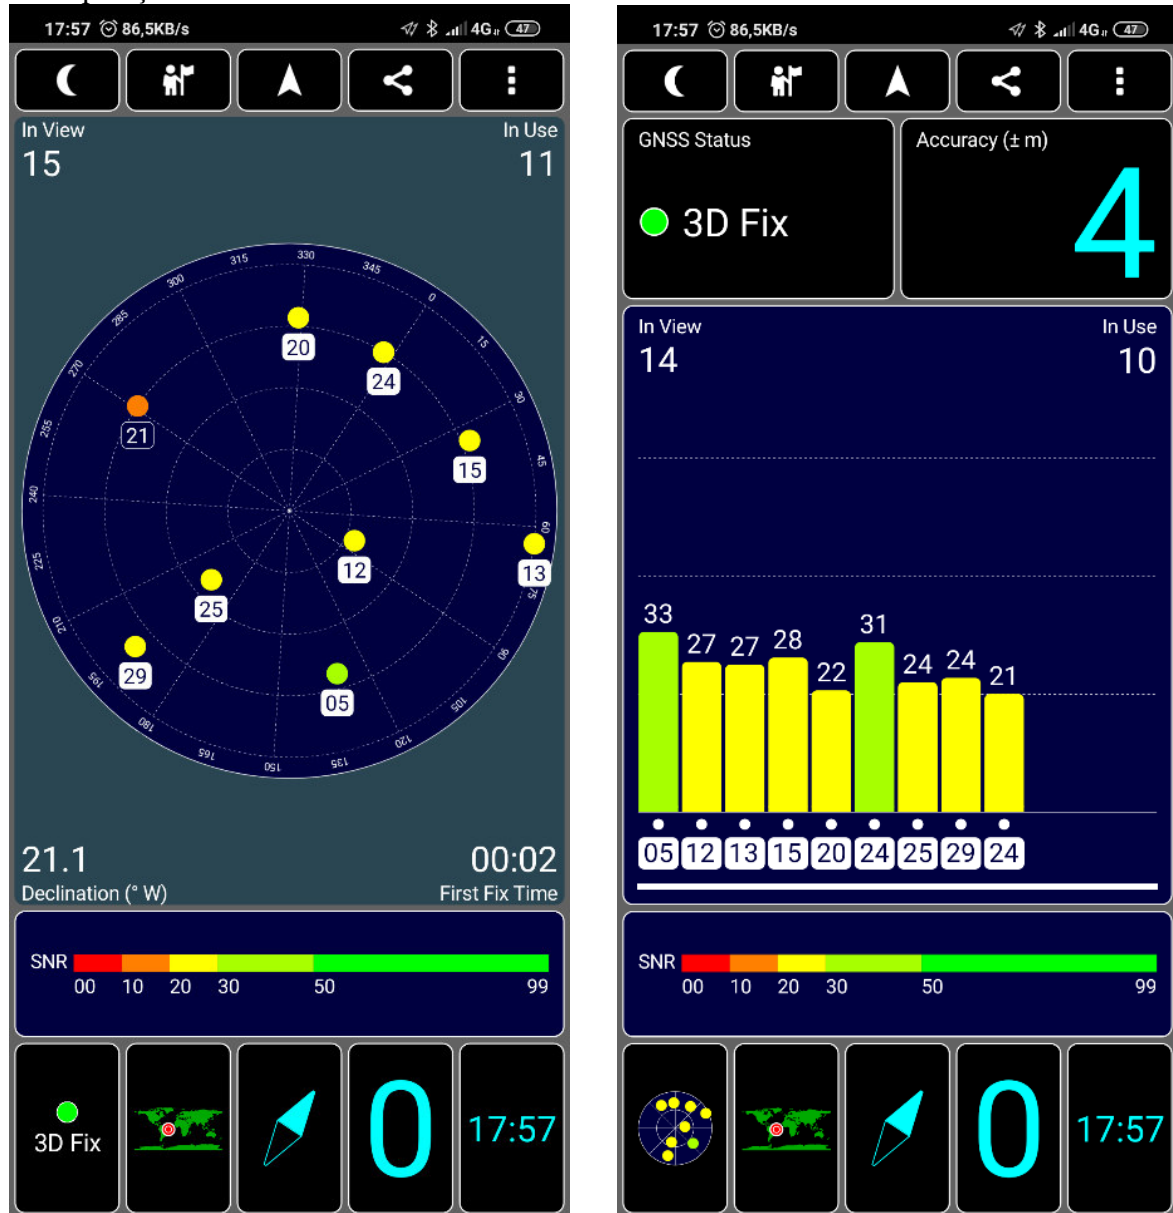 17:57 86,5KB/s 4G 47
In View In Use
15 11
330
315 345
300 0
285 15
270 30
255 45
240 60
225 75
210 90
195 105
180 120
165 150 135
20
24
21
15
12
13
25
29
05
21.1 00:02
Declination (° W) First Fix Time
SNR
00 10 20 30 50 99
3D Fix 0 17:57
17:57 86,5KB/s 4G 47
GNSS Status Accuracy (± m)
3D Fix 4
In View In Use
14 10
33 27 27 28 22 31 24 24 21
05 12 13 15 20 24 25 29 24
SNR
00 10 20 30 50 99
0 17:57